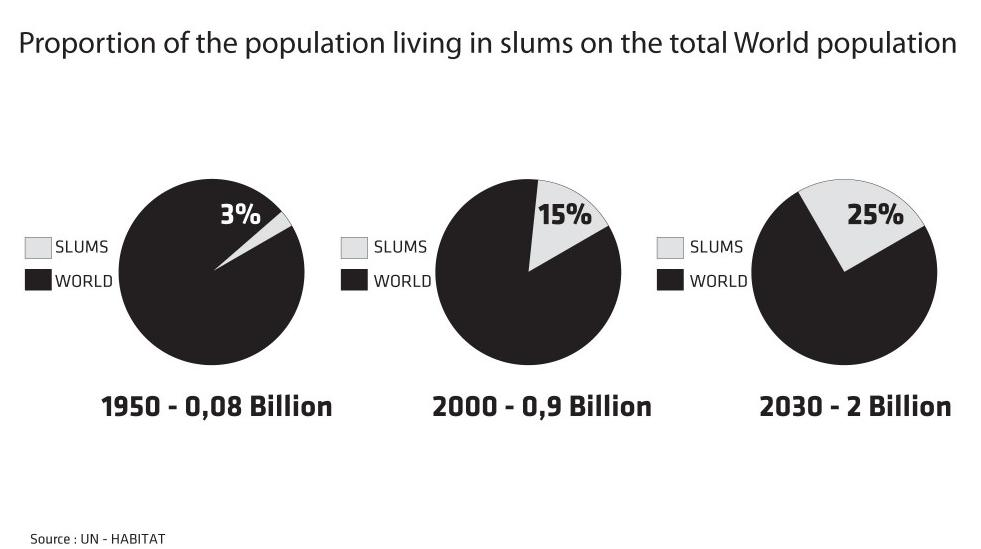 Proportion of the population living in slums on the total World population
3%
SLUMS
WORLD
1950 - 0,08 Billion
15%
SLUMS
WORLD
2000 - 0,9 Billion
25%
SLUMS
WORLD
2030 - 2 Billion
Source : UN - HABITAT